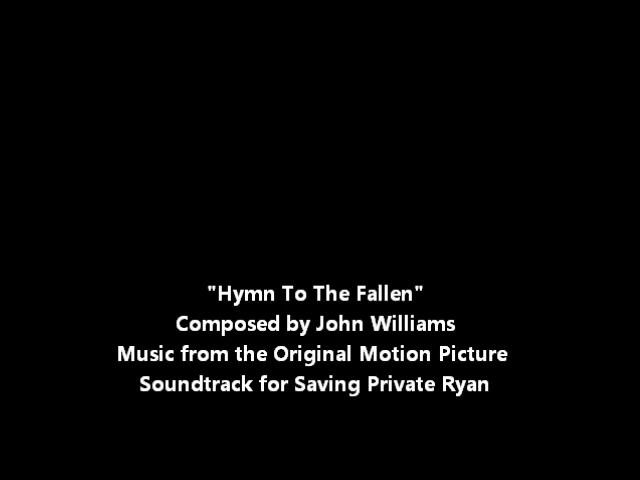 "Hymn To The Fallen"
Composed by John Williams
Music from the Original Motion Picture
Soundtrack for Saving Private Ryan